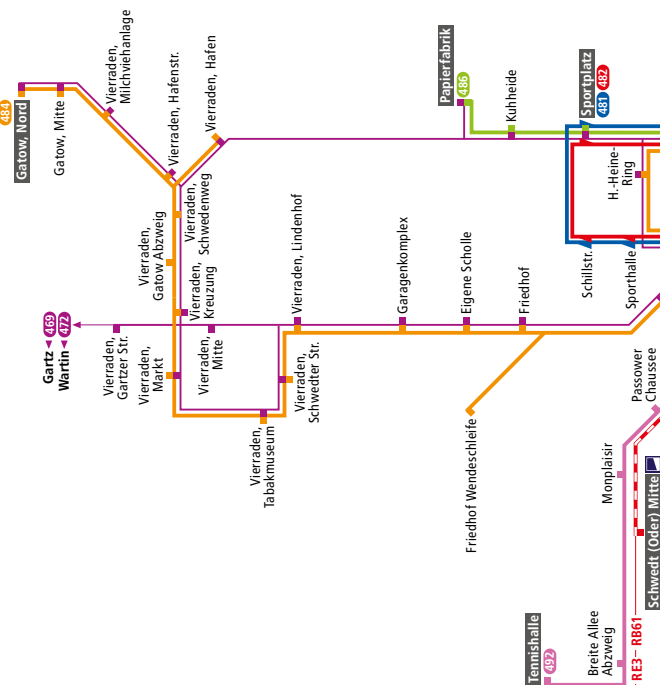 484
Gatow, Nord
Gatow, Mitte
Vierraden,
Milchviehanlage
Vierraden, Hafenstr.
Vierraden, Hafen
Vierraden,
Schwedenweg
Vierraden,
Gatow Abzweig
Vierraden,
Kreuzung
Gartz 469
Wartin 472
Vierraden,
Gartzer Str.
Vierraden,
Markt
Vierraden,
Mitte
Vierraden,
Tabakmuseum
Vierraden,
Schwedter Str.
Vierraden, Lindenhof
Garagenkomplex
Eigene Scholle
Friedhof
Friedhof Wendeschleife
Papierfabrik
486
Kuhheide
Sportplatz
481 482
H.-Heine-
Ring
Schillstr.
Sporthalle
Passower
Chaussee
Monplaisir
Schwedt (Oder) Mitte
Tennishalle
492
Breite Allee
Abzweig
RE3 RB61